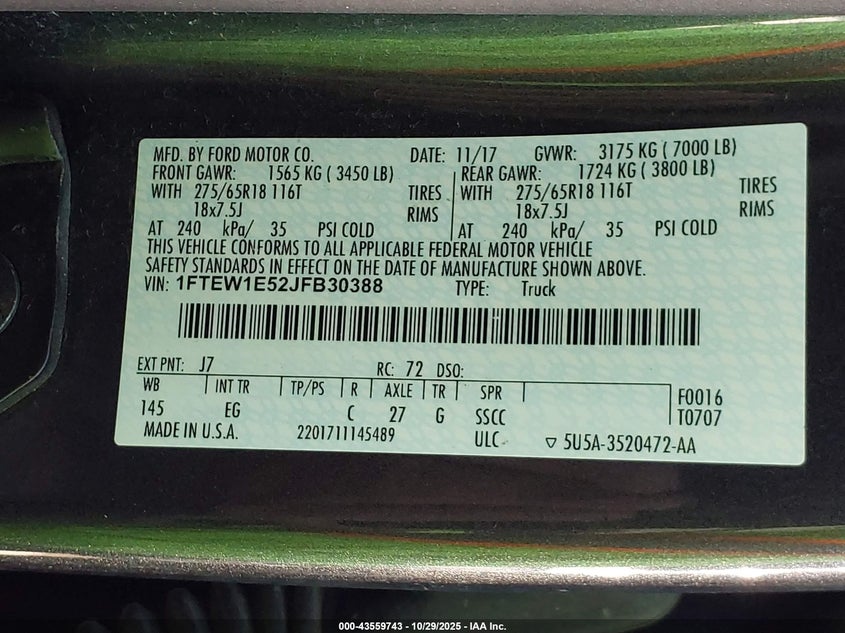 MFD. BY FORD MOTOR CO. DATE: 11/17 GVWR: 3175 KG ( 7000 LB)
FRONT GAWR: 1565 KG ( 3450 LB) REAR GAWR: 1724 KG ( 3800 LB)
WITH 275/65R18 116T TIRES WITH 275/65R18 116T TIRES
18x7.5J RIMS 18x7.5J RIMS
AT 240 kPa/ 35 PSI COLD AT 240 kPa/ 35 PSI COLD
THIS VEHICLE CONFORMS TO ALL APPLICABLE FEDERAL MOTOR VEHICLE
SAFETY STANDARDS IN EFFECT ON THE DATE OF MANUFACTURE SHOWN ABOVE.
VIN: 1FTEW1E52JFB30388 TYPE: Truck
EXT PNT: J7 RC: 72 DSO:
WB INT TR TP/PS R AXLE TR SPR F0016
145 EG C 27 G SSCC T0707
MADE IN U.S.A. 2201711145489 ULC 5U5A-3520472-AA
000-43559743 - 10/29/2025 - IAA Inc.